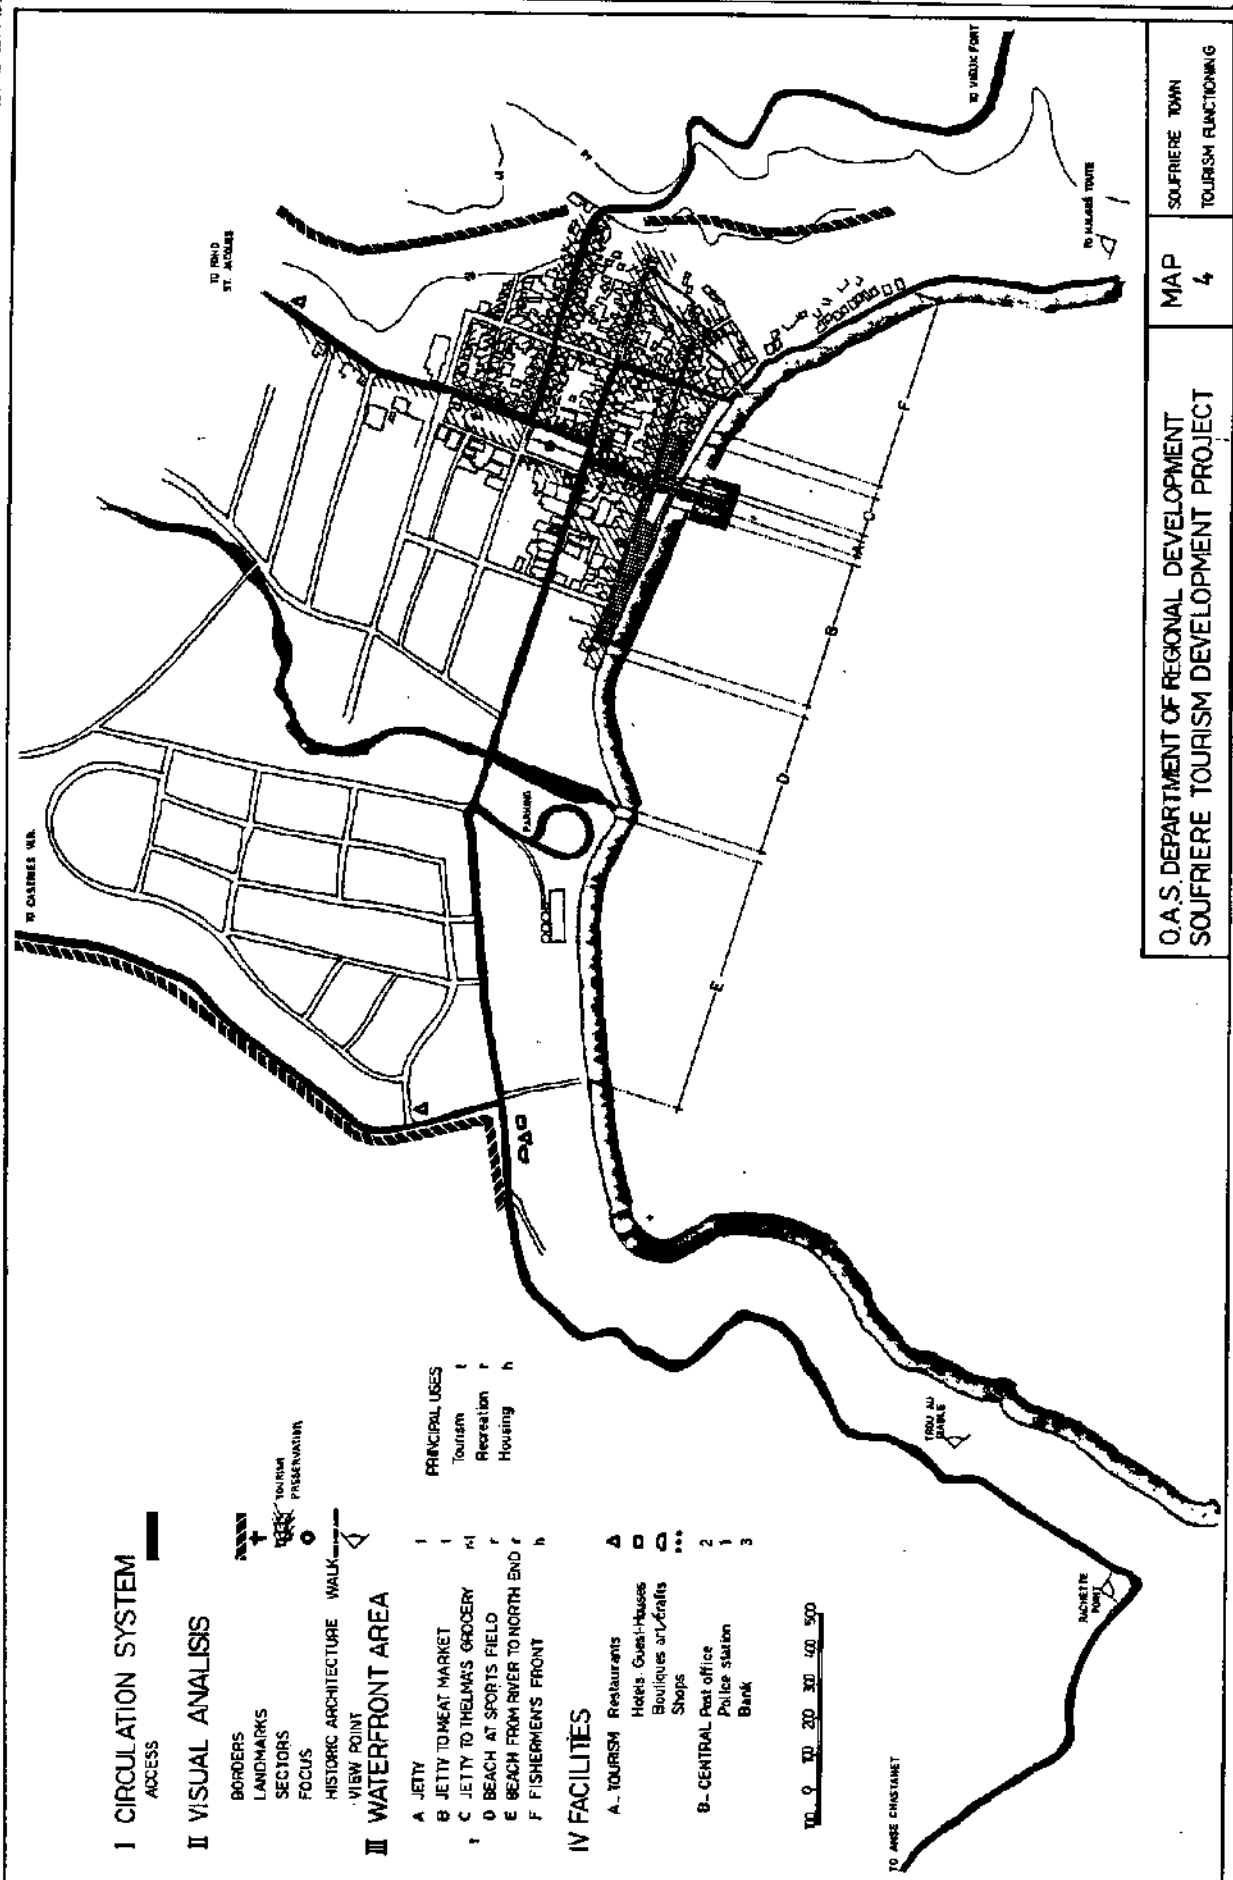 I CIRCULATION SYSTEM
ACCESS
II VISUAL ANALISIS
BORDERS
LANDMARKS
SECTORS
TOURISM
PRESERVATION
FOCUS
HISTORIC ARCHITECTURE WALK
VIEW POINT
III WATERFRONT AREA
PRINCIPAL USES
A JETTY
B JETTY TO MEAT MARKET
C JETTY TO THELMA'S GROCERY
D BEACH AT SPORTS FIELD r
E BEACH FROM RIVER TO NORTH END r
F FISHERMEN'S FRONT h
Tourism t
Recreation r
Housing h
IV FACILITIES
A_ TOURISM Restaurants
Hotels Guest-Houses
Boutiques art/crafts
Shops
B_ CENTRAL Post office 2
Police station 1
Bank 3
100 0 100 200 300 400 500
TO ANSE CHASTANET
RACHETTE
POINT
TROU AU
DIABLE
TO CASTRIES
PARKING
TO FOND
ST. JACQUES
TO VIEUX FORT
E
D
B
A
C
F
O.A.S. DEPARTMENT OF REGIONAL DEVELOPMENT
SOUFRIERE TOURISM DEVELOPMENT PROJECT
MAP
4
SOUFRIERE TOWN
TOURISM FUNCTIONING